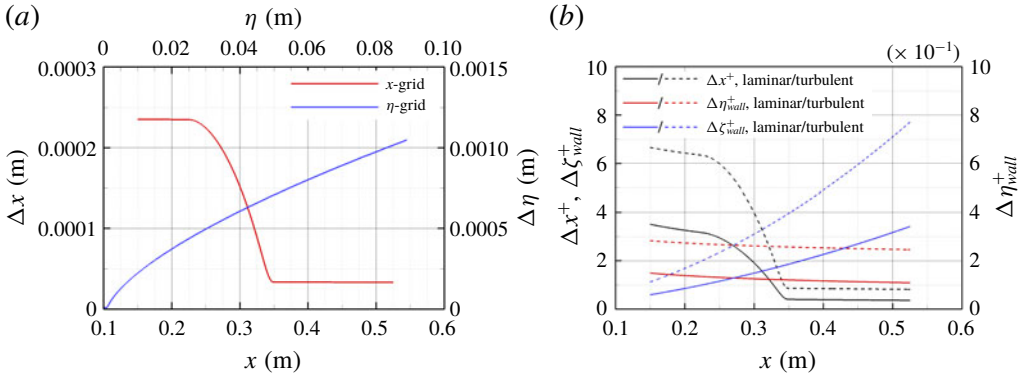 (a)
η (m)
0 0.02 0.04 0.06 0.08 0.10
0.0003 0.0015
x-grid
η-grid
0.0002 0.0010
Δx (m)
Δη (m)
0.0001 0.0005
0 0
0.1 0.2 0.3 0.4 0.5 0.6
x (m)
(b)
(× 10⁻¹)
10 10
Δx⁺, laminar/turbulent
Δη⁺wall, laminar/turbulent
Δζ⁺wall, laminar/turbulent
8 8
6 6
Δx⁺, Δζ⁺wall
Δη⁺wall
4 4
2 2
0 0
0.1 0.2 0.3 0.4 0.5 0.6
x (m)